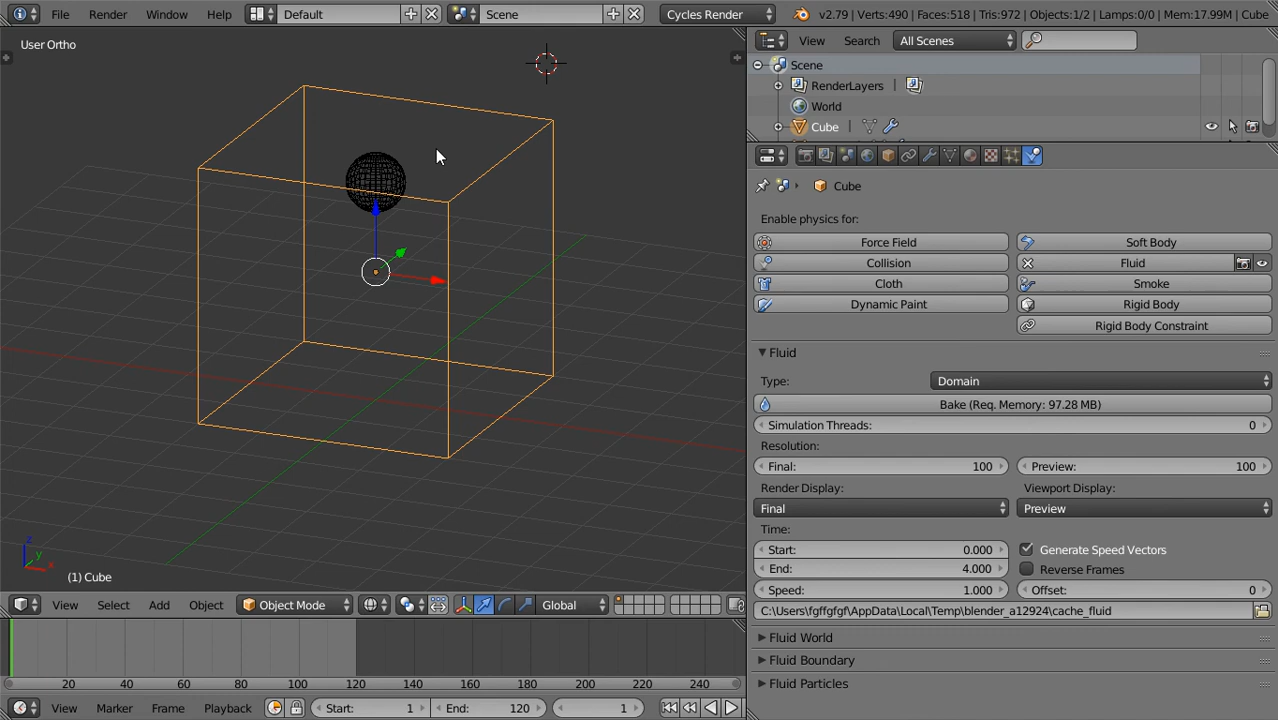 File Render Window Help Default Scene Cycles Render v2.79 | Verts:490 | Faces:518 | Tris:972 | Objects:1/2 | Lamps:0/0 | Mem:17.99M | Cube
User Ortho
View Search All Scenes
Scene
RenderLayers
World
Cube
Cube
Enable physics for:
Force Field Soft Body
Collision Fluid
Cloth Smoke
Dynamic Paint Rigid Body
Rigid Body Constraint
Fluid
Type: Domain
Bake (Req. Memory: 97.28 MB)
Simulation Threads: 0
Resolution:
Final: 100 Preview: 100
Render Display: Viewport Display:
Final Preview
Time:
Start: 0.000 Generate Speed Vectors
End: 4.000 Reverse Frames
Speed: 1.000 Offset: 0
C:\Users\fgffgfgf\AppData\Local\Temp\blender_a12924\cache_fluid
Fluid World
Fluid Boundary
Fluid Particles
z
y
x
(1) Cube
View Select Add Object Object Mode Global
20 40 60 80 100 120 140 160 180 200 220 240
View Marker Frame Playback Start: 1 End: 120 1